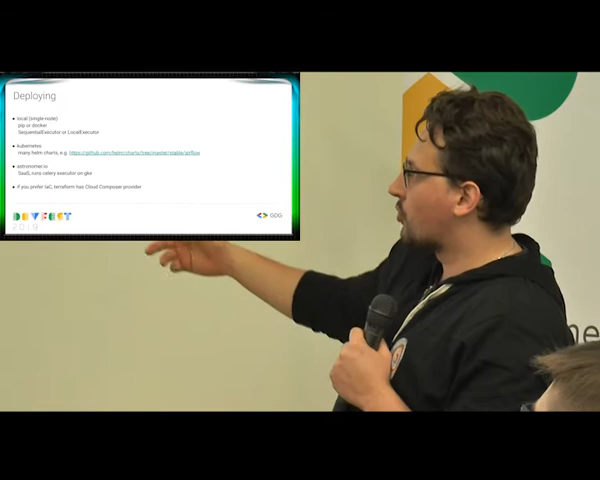 Deploying
• local (single-node)
pip or docker
SequentialExecutor or LocalExecutor
• kubernetes
many helm charts, e.g. https://github.com/helm/charts/tree/master/stable/airflow
• astronomer.io
SaaS, runs celery executor on gke
• if you prefer IaC, terraform has Cloud Composer provider
DEVFEST
2019
GDG
ne